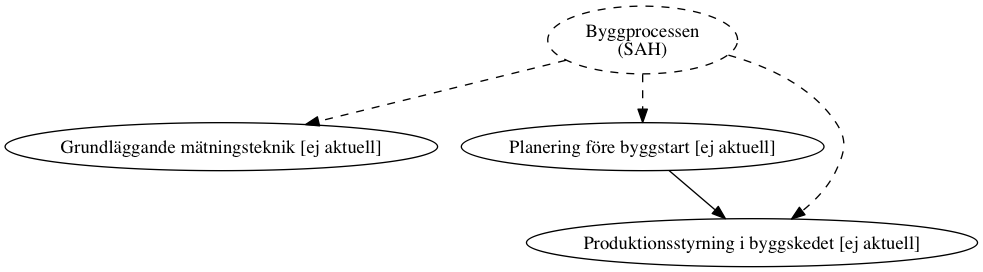 Byggprocessen
(SAH)
Grundläggande mätningsteknik [ej aktuell]
Planering före byggstart [ej aktuell]
Produktionsstyrning i byggskedet [ej aktuell]